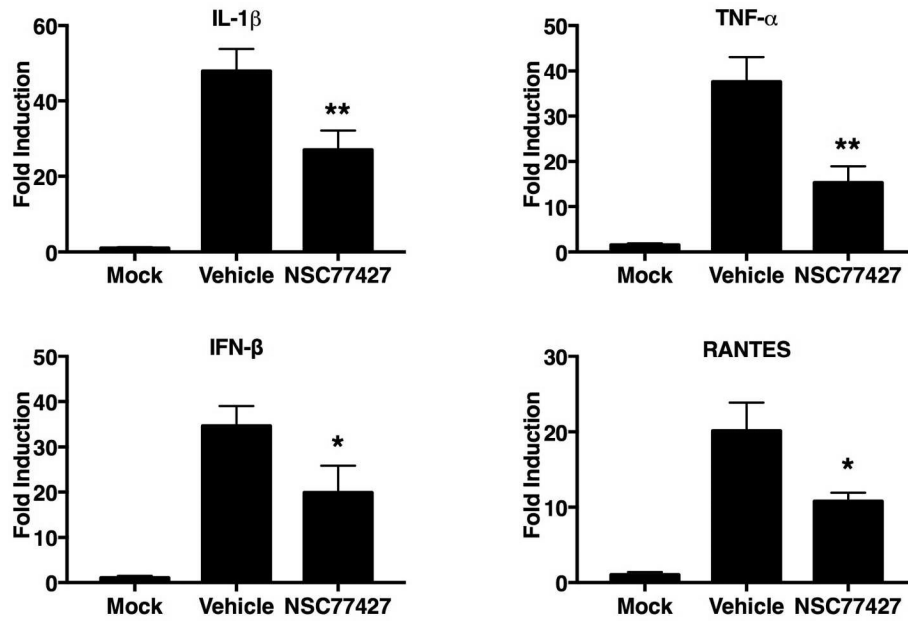 IL-1β
Fold Induction
60
40
20
0
**
Mock Vehicle NSC77427
TNF-α
Fold Induction
50
40
30
20
10
0
**
Mock Vehicle NSC77427
IFN-β
Fold Induction
50
40
30
20
10
0
*
Mock Vehicle NSC77427
RANTES
Fold Induction
30
20
10
0
*
Mock Vehicle NSC77427